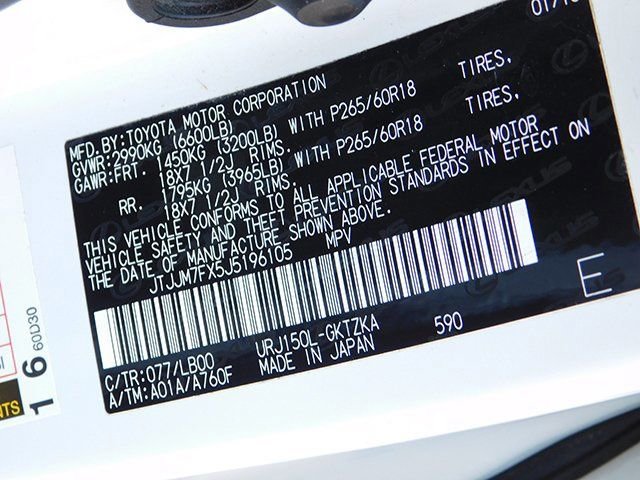 01/18
MFD.BY:TOYOTA MOTOR CORPORATION
GVWR:2990KG (6600LB)
GAWR:FRT. 1450KG (3200LB) WITH P265/60R18 TIRES,
18X7 1/2J RIMS.
RR. 1795KG (3965LB) WITH P265/60R18 TIRES,
18X7 1/2J RIMS.
THIS VEHICLE CONFORMS TO ALL APPLICABLE FEDERAL MOTOR
VEHICLE SAFETY AND THEFT PREVENTION STANDARDS IN EFFECT ON
THE DATE OF MANUFACTURE SHOWN ABOVE.
JTJJM7FX5J5196105 MPV
E
C/TR:077/LB00 URJ150L-GKTZKA 590
A/TM:A01A/A760F MADE IN JAPAN
LEXUS
16
60D30
NTS